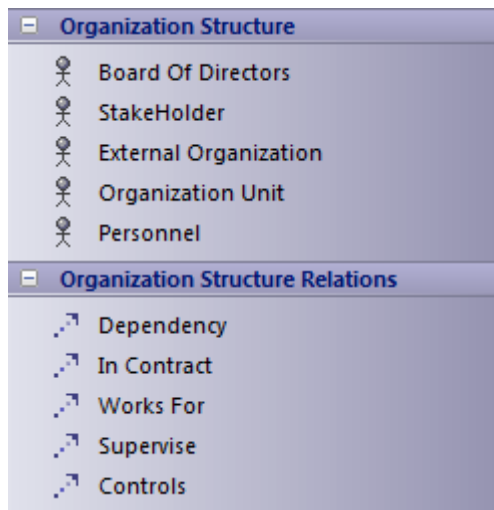 Organization Structure
Board Of Directors
StakeHolder
External Organization
Organization Unit
Personnel
Organization Structure Relations
Dependency
In Contract
Works For
Supervise
Controls